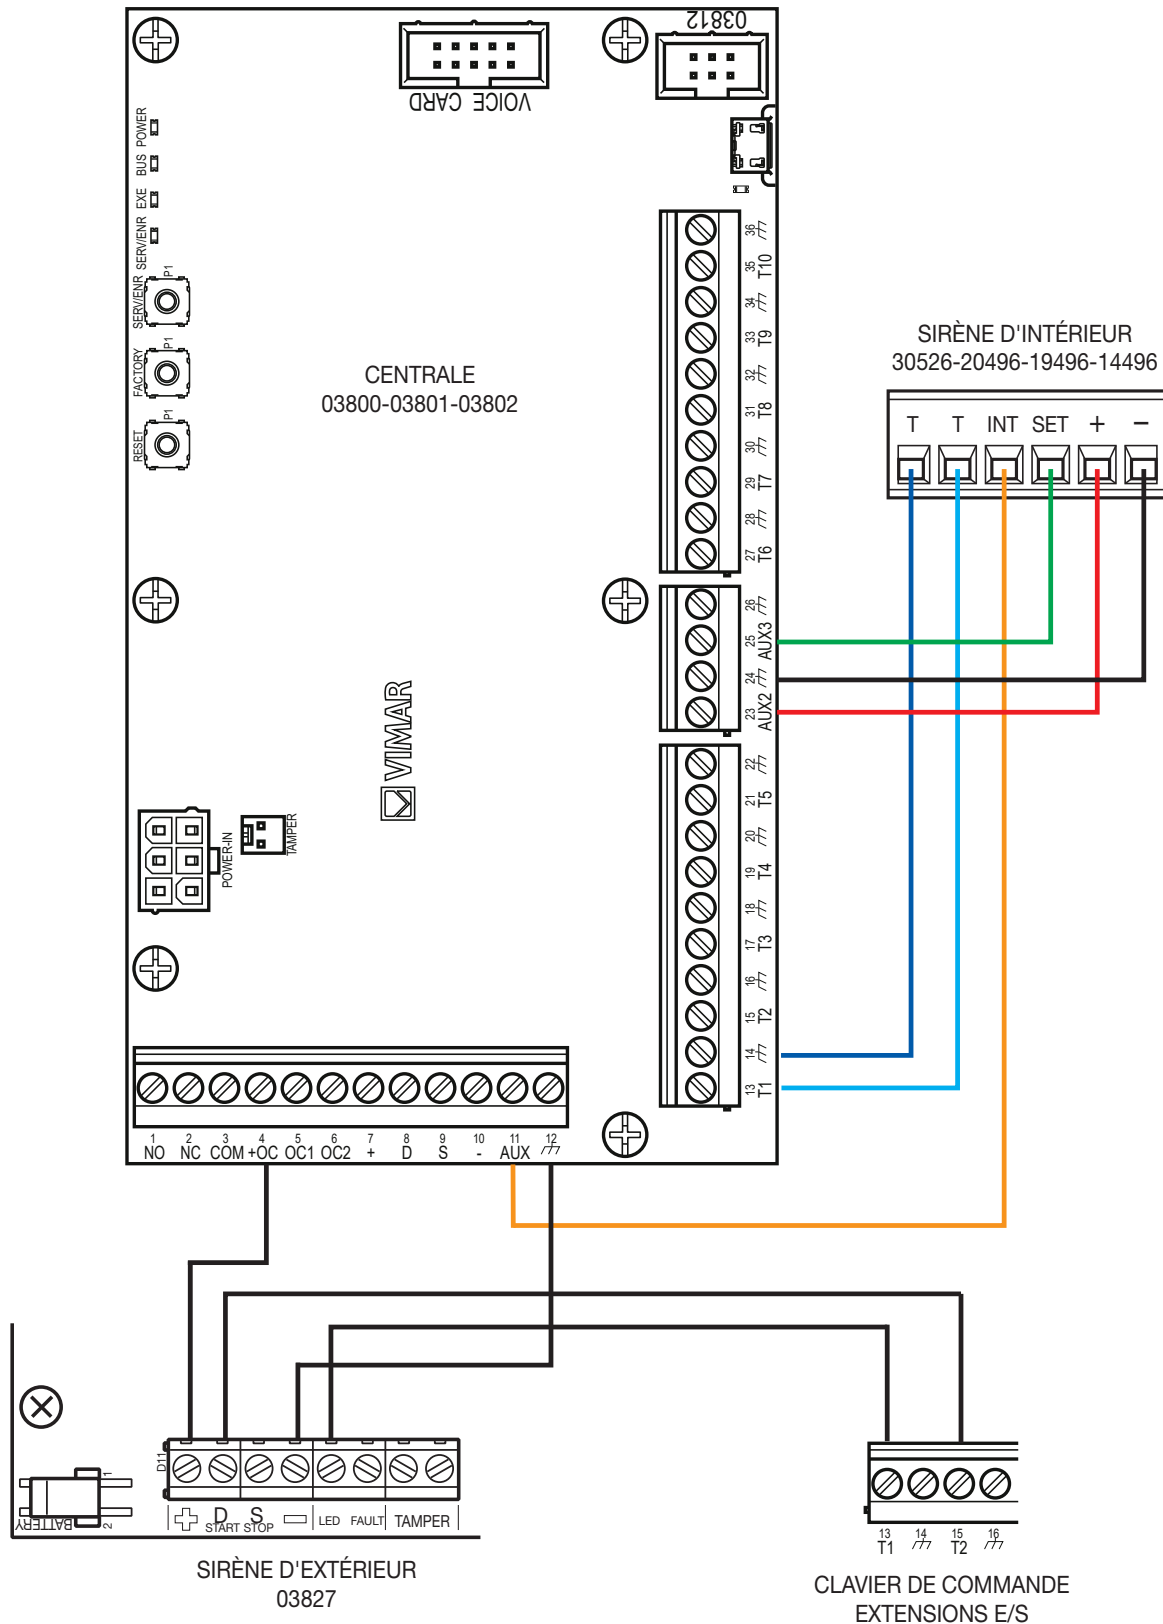 03812
VOICE CARD
POWER
BUS
EXE
SERV/ENR
SERV/ENR
P1
FACTORY
P1
RESET
P1
CENTRALE
03800-03801-03802
36
35 T10
34
33 T9
32
31 T8
30
29 T7
28
27 T6
26
25 AUX3
24
23 AUX2
22
21 T5
20
19 T4
18
17 T3
16
15 T2
14
13 T1
SIRÈNE D'INTÉRIEUR
30526-20496-19496-14496
T T INT SET + −
VIMAR
POWER-IN
TAMPER
1 2 3 4 5 6 7 8 9 10 11 12
NO NC COM +OC OC1 OC2 + D S - AUX
BATTERY
1
2
D11
D S LED FAULT TAMPER
START STOP
SIRÈNE D'EXTÉRIEUR
03827
13 14 15 16
T1 T2
CLAVIER DE COMMANDE
EXTENSIONS E/S